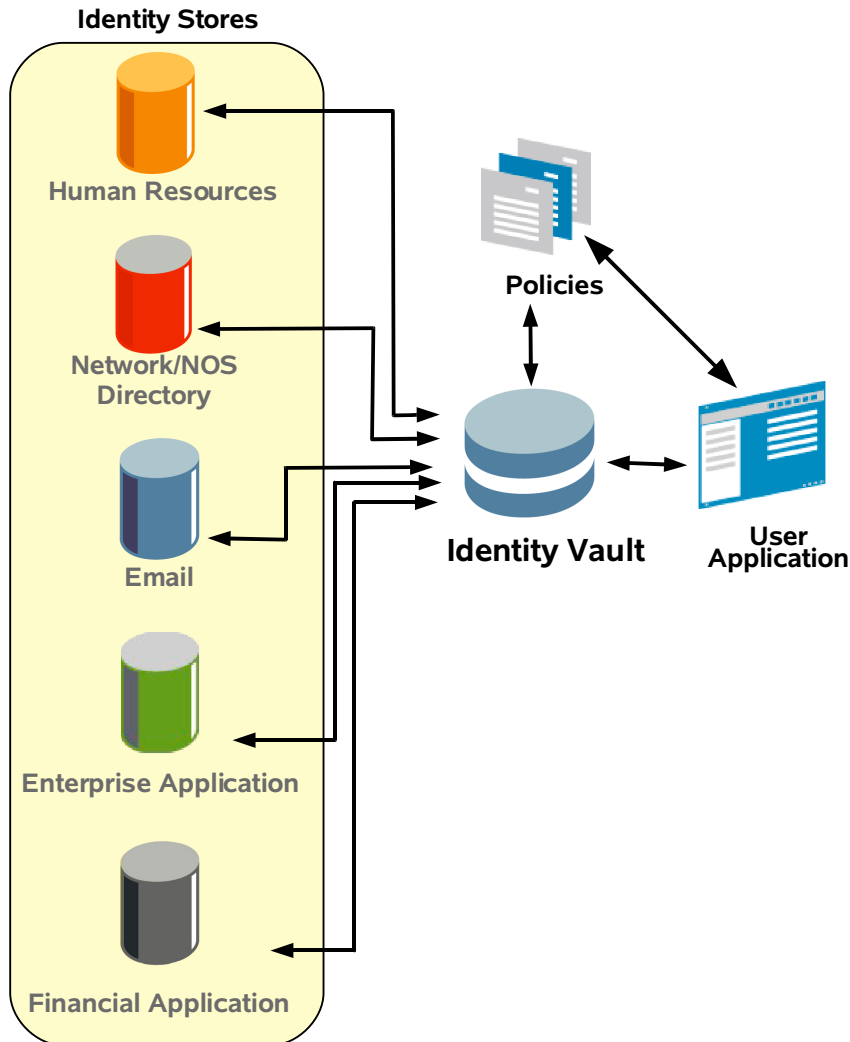 Identity Stores
Human Resources
Network/NOS
Directory
Email
Enterprise Application
Financial Application
Policies
Identity Vault
User
Application